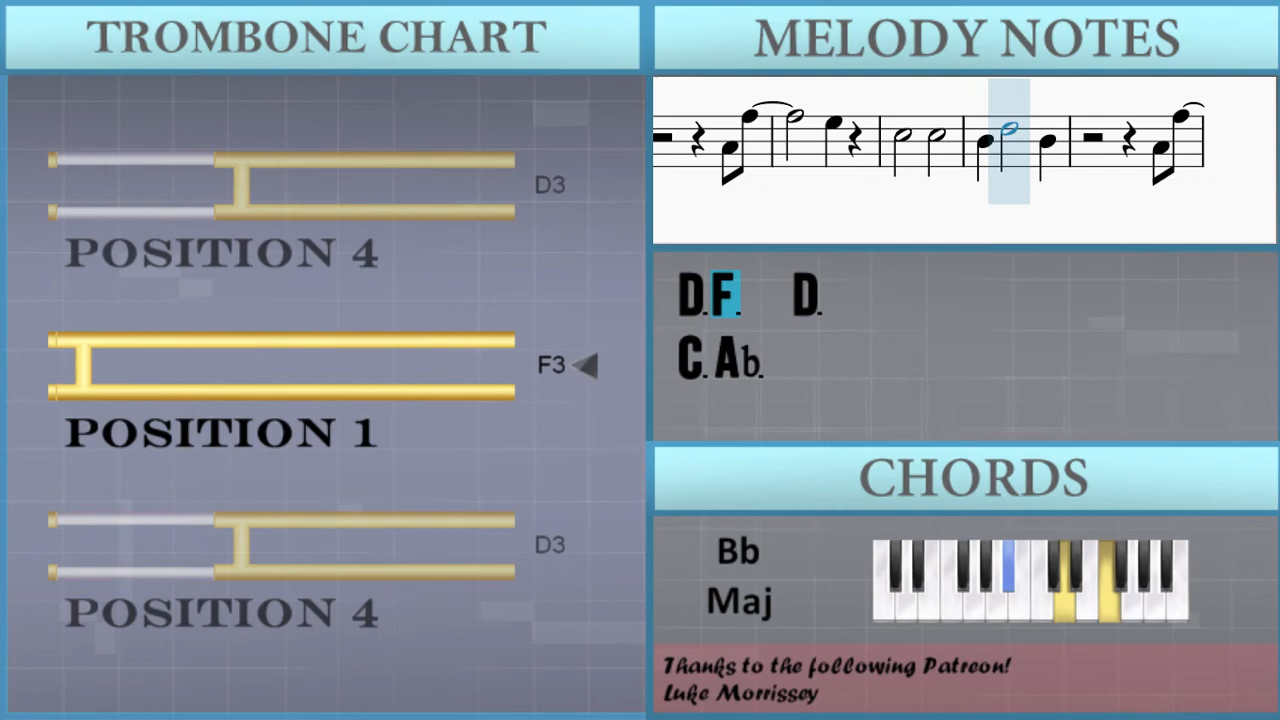 TROMBONE CHART
D3
POSITION 4
F3
POSITION 1
D3
POSITION 4
MELODY NOTES
D. F. D.
C. Ab.
CHORDS
Bb
Maj
Thanks to the following Patreon!
Luke Morrissey